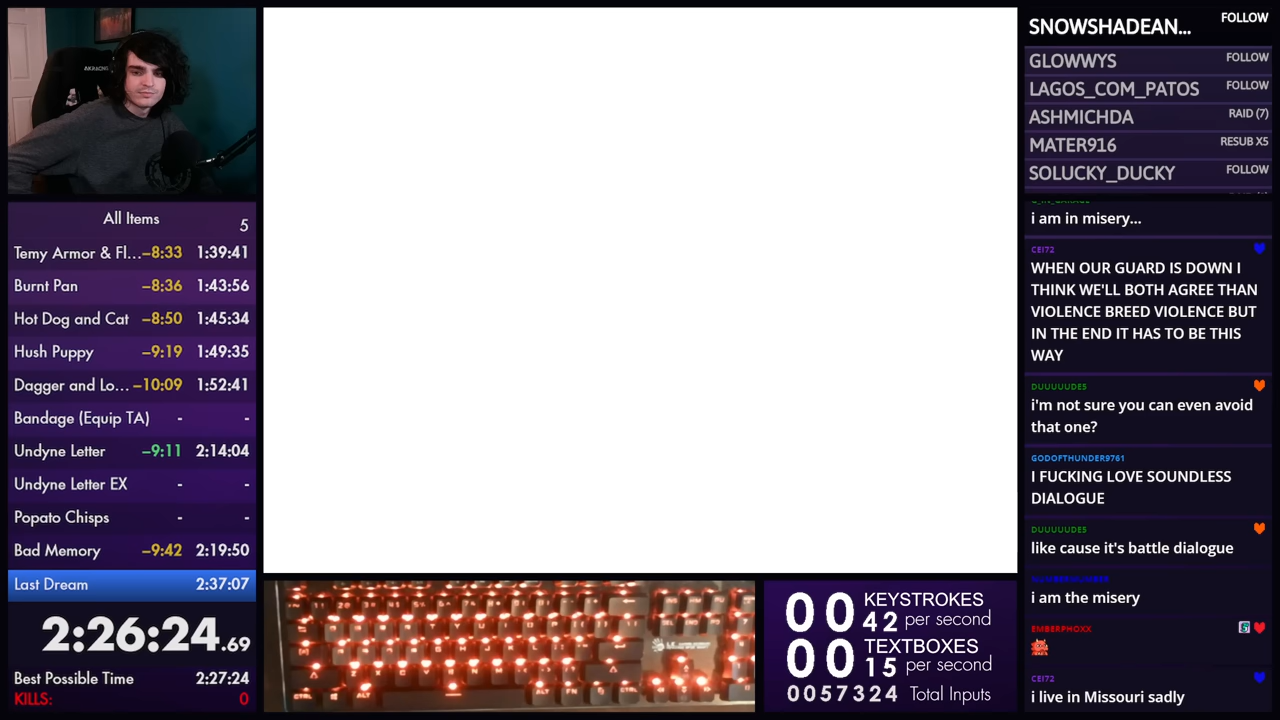 All Items
5
Temy Armor & Fl... −8:33 1:39:41
Burnt Pan −8:36 1:43:56
Hot Dog and Cat −8:50 1:45:34
Hush Puppy −9:19 1:49:35
Dagger and Lo... −10:09 1:52:41
Bandage (Equip TA) - -
Undyne Letter −9:11 2:14:04
Undyne Letter EX - -
Popato Chisps - -
Bad Memory −9:42 2:19:50
Last Dream 2:37:07
2:26:24.69
Best Possible Time 2:27:24
KILLS: 0
00 KEYSTROKES
42 per second
00 TEXTBOXES
15 per second
0057324 Total Inputs
SNOWSHADEAN... FOLLOW
GLOWWYS FOLLOW
LAGOS_COM_PATOS FOLLOW
ASHMICHDA RAID (7)
MATER916 RESUB X5
SOLUCKY_DUCKY FOLLOW
i am in misery...
CEI72
WHEN OUR GUARD IS DOWN I
THINK WE'LL BOTH AGREE THAN
VIOLENCE BREED VIOLENCE BUT
IN THE END IT HAS TO BE THIS
WAY
DUUUUUDE5
i'm not sure you can even avoid
that one?
GODOFTHUNDER9761
I FUCKING LOVE SOUNDLESS
DIALOGUE
DUUUUUDE5
like cause it's battle dialogue
i am the misery
EMBERPHOXX
CEI72
i live in Missouri sadly